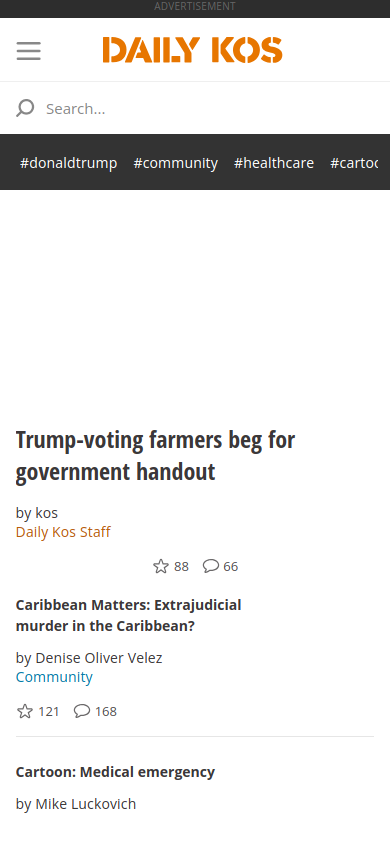 ADVERTISEMENT
DAILY KOS
Search...
#donaldtrump #community #healthcare #cartoo
Trump-voting farmers beg for
government handout
by kos
Daily Kos Staff
88 66
Caribbean Matters: Extrajudicial
murder in the Caribbean?
by Denise Oliver Velez
Community
121 168
Cartoon: Medical emergency
by Mike Luckovich